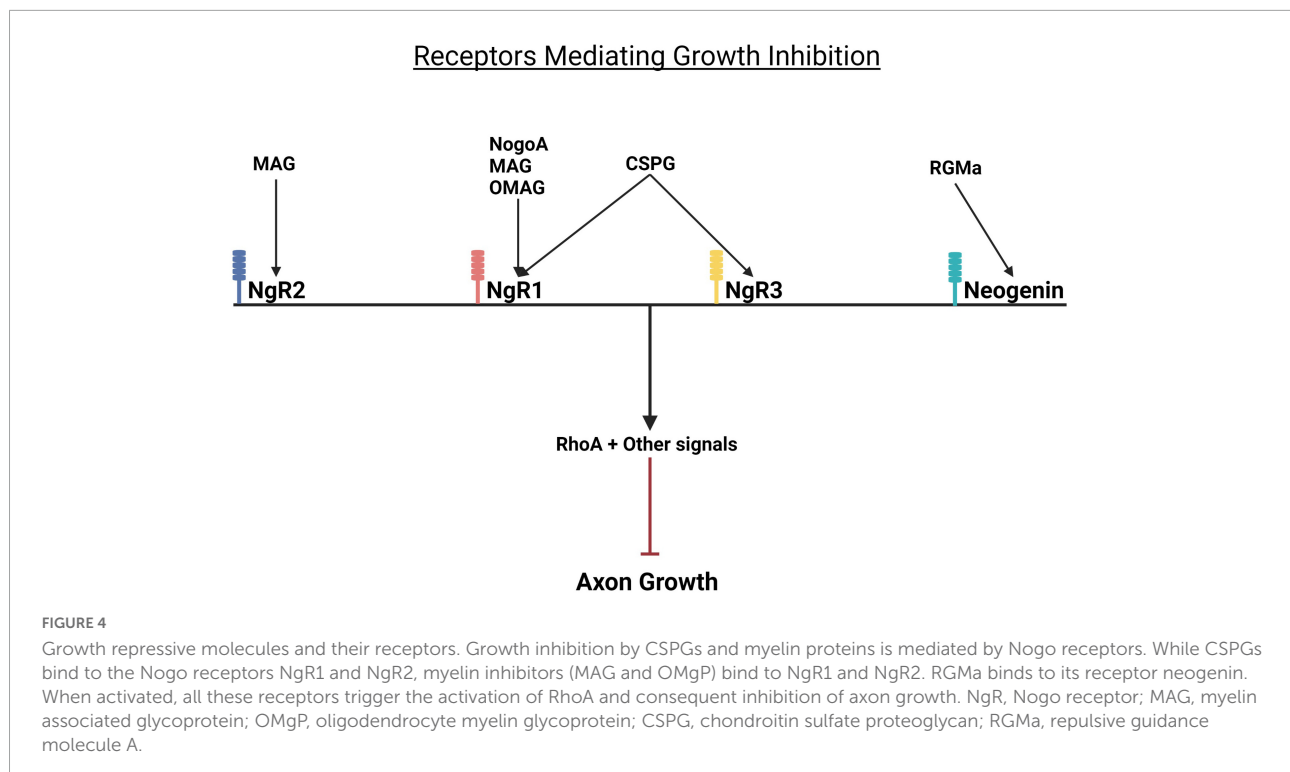 Receptors Mediating Growth Inhibition
MAG
NogoA
MAG
OMAG
CSPG
RGMa
NgR2
NgR1
NgR3
Neogenin
RhoA + Other signals
Axon Growth
FIGURE 4
Growth repressive molecules and their receptors. Growth inhibition by CSPGs and myelin proteins is mediated by Nogo receptors. While CSPGs
bind to the Nogo receptors NgR1 and NgR2, myelin inhibitors (MAG and OMgP) bind to NgR1 and NgR2. RGMa binds to its receptor neogenin.
When activated, all these receptors trigger the activation of RhoA and consequent inhibition of axon growth. NgR, Nogo receptor; MAG, myelin
associated glycoprotein; OMgP, oligodendrocyte myelin glycoprotein; CSPG, chondroitin sulfate proteoglycan; RGMa, repulsive guidance
molecule A.